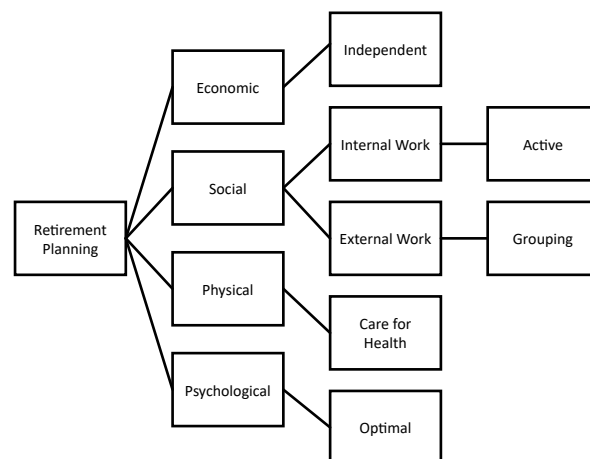 Retirement
Planning
Economic
Social
Physical
Psychological
Independent
Internal Work
External Work
Care for
Health
Optimal
Active
Grouping